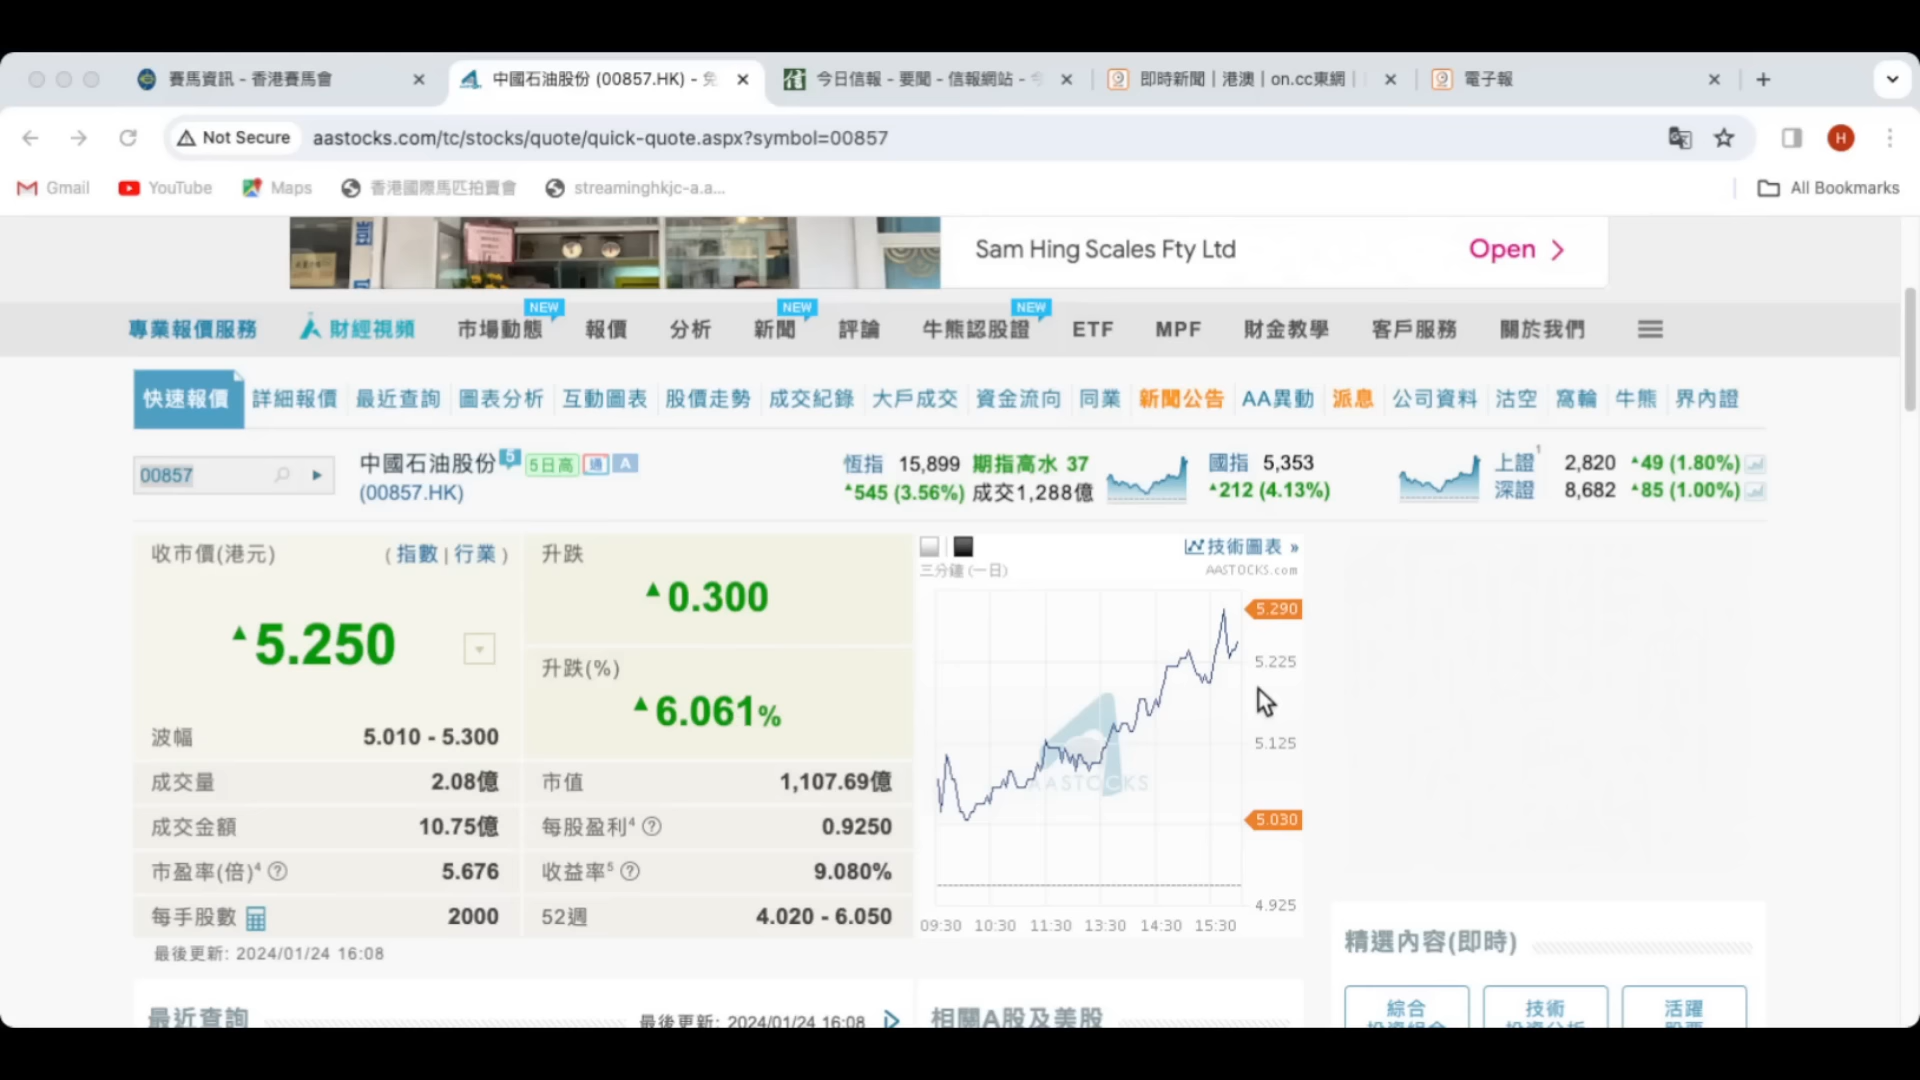 賽馬資訊 - 香港賽馬會
中國石油股份 (00857.HK) - 免
今日信報 - 要聞 - 信報網站 - 今
即時新聞 | 港澳 | on.cc東網 |
電子報
Not Secure
aastocks.com/tc/stocks/quote/quick-quote.aspx?symbol=00857
H
Gmail
YouTube
Maps
香港國際馬匹拍賣會
streaminghkjc-a.a...
All Bookmarks
Sam Hing Scales Fty Ltd
Open
NEW
NEW
NEW
專業報價服務
財經視頻
市場動態
報價
分析
新聞
評論
牛熊認股證
ETF
MPF
財金教學
客戶服務
關於我們
快速報價
詳細報價
最近查詢
圖表分析
互動圖表
股價走勢
成交紀錄
大戶成交
資金流向
同業
新聞公告
AA異動
派息
公司資料
沽空
窩輪
牛熊
界內證
00857
中國石油股份 5 5日高 通 A
(00857.HK)
恆指 15,899 期指高水 37
▲545 (3.56%) 成交1,288億
國指 5,353
▲212 (4.13%)
上證1 2,820 ▲49 (1.80%)
深證 8,682 ▲85 (1.00%)
收市價(港元)
( 指數 | 行業 )
▲5.250
波幅 5.010 - 5.300
升跌
▲0.300
升跌(%)
▲6.061%
成交量 2.08億
市值 1,107.69億
成交金額 10.75億
每股盈利4 0.9250
市盈率(倍)4 5.676
收益率5 9.080%
每手股數 2000
52週 4.020 - 6.050
最後更新: 2024/01/24 16:08
技術圖表 »
三分鐘 (一日)
AASTOCKS.com
5.290
5.225
5.125
5.030
4.925
AASTOCKS
09:30 10:30 11:30 13:30 14:30 15:30
精選內容(即時)
綜合
技術
活躍
最近查詢
最後更新: 2024/01/24 16:08
相關A股及美股